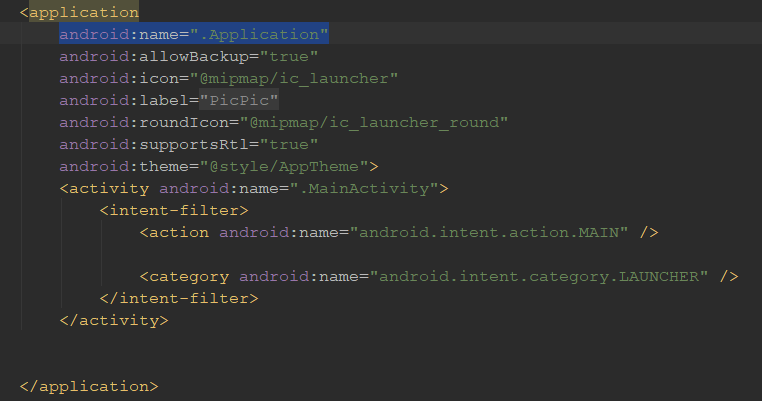 <application
android:name=".Application"
android:allowBackup="true"
android:icon="@mipmap/ic_launcher"
android:label="PicPic"
android:roundIcon="@mipmap/ic_launcher_round"
android:supportsRtl="true"
android:theme="@style/AppTheme">
<activity android:name=".MainActivity">
<intent-filter>
<action android:name="android.intent.action.MAIN" />
<category android:name="android.intent.category.LAUNCHER" />
</intent-filter>
</activity>
</application>